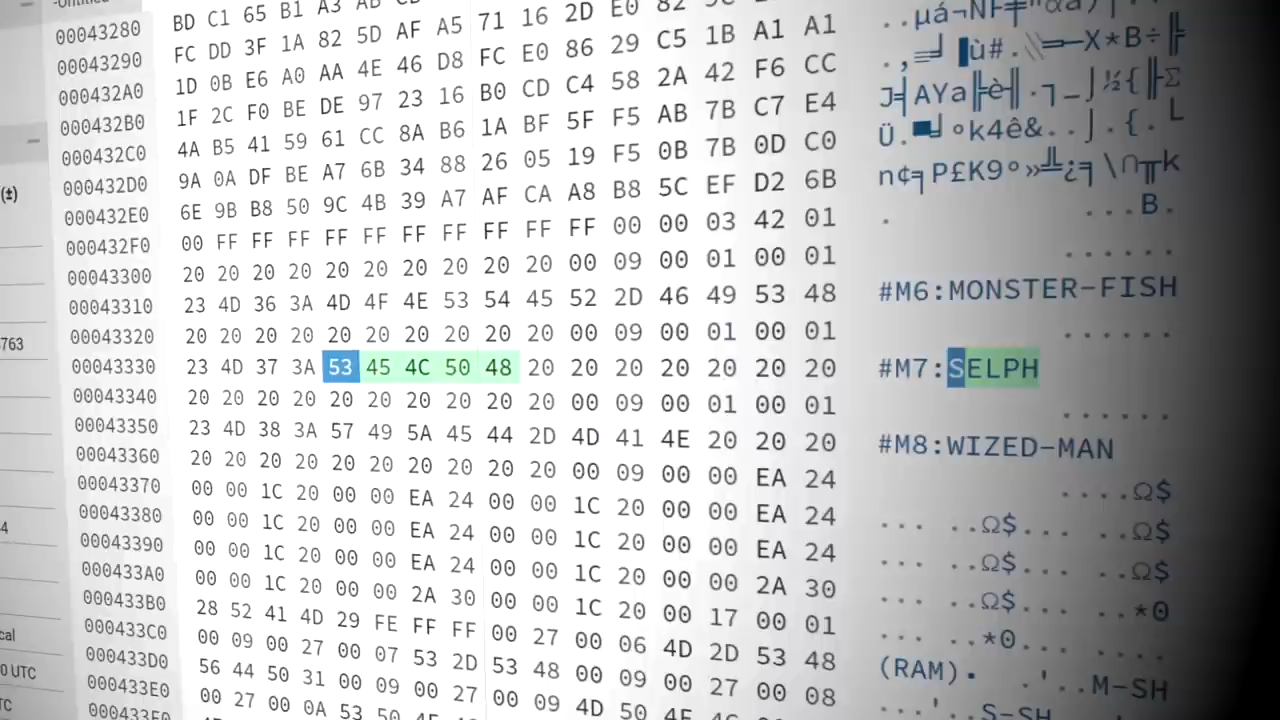 -Untitled
00043280 BD C1 65 B1 A3
00043290 FC DD 3F 1A 82 5D AF A5 71 16 2D E0 82
000432A0 1D 0B E6 A0 AA 4E 46 D8 FC E0 86 29 C5 1B A1 A1
000432B0 1F 2C F0 BE DE 97 23 16 B0 CD C4 58 2A 42 F6 CC
000432C0 4A B5 41 59 61 CC 8A B6 1A BF 5F F5 AB 7B C7 E4
000432D0 9A 0A DF BE A7 6B 34 88 26 05 19 F5 0B 7B 0D C0
(±)
000432E0 6E 9B B8 50 9C 4B 39 A7 AF CA A8 B8 5C EF D2 6B
000432F0 00 FF FF FF FF FF FF FF FF FF FF 00 00 03 42 01 . ...B.
00043300 20 20 20 20 20 20 20 20 20 20 00 09 00 01 00 01 ......
00043310 23 4D 36 3A 4D 4F 4E 53 54 45 52 2D 46 49 53 48 #M6:MONSTER-FISH
00043320 20 20 20 20 20 20 20 20 20 20 00 09 00 01 00 01 ......
763
00043330 23 4D 37 3A 53 45 4C 50 48 20 20 20 20 20 20 20 #M7:SELPH
00043340 20 20 20 20 20 20 20 20 20 20 00 09 00 01 00 01 ......
00043350 23 4D 38 3A 57 49 5A 45 44 2D 4D 41 4E 20 20 20 #M8:WIZED-MAN
00043360 20 20 20 20 20 20 20 20 20 20 00 09 00 00 EA 24 ....Ω$
00043370 00 00 1C 20 00 00 EA 24 00 00 1C 20 00 00 EA 24 ... ..Ω$... ..Ω$
4
00043380 00 00 1C 20 00 00 EA 24 00 00 1C 20 00 00 EA 24 ... ..Ω$... ..Ω$
00043390 00 00 1C 20 00 00 EA 24 00 00 1C 20 00 00 2A 30 ... ..Ω$... ..*0
000433A0 00 00 1C 20 00 00 2A 30 00 00 1C 20 00 17 00 01 ... ..*0... ....
000433B0 28 52 41 4D 29 FE FF FF 00 27 00 06 4D 2D 53 48 (RAM)▪ .'..M-SH
cal
000433C0 00 09 00 27 00 07 53 2D 53 48 00 09 00 27 00 08 ...'..S-SH
0 UTC
000433D0 56 44 50 31 00 09 00 27 00 09 4D 50 4F 46
TC
000433E0 00 27 00 0A 53 50 4F